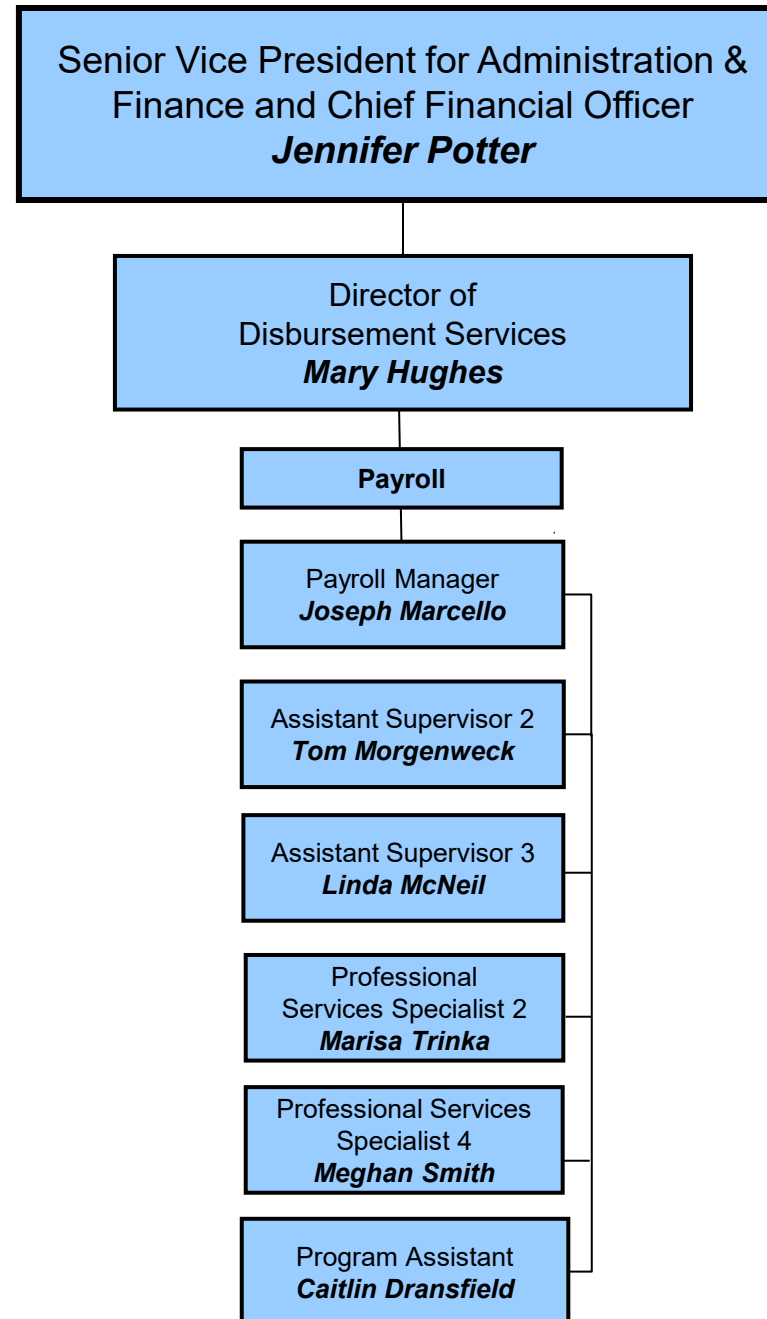 Senior Vice President for Administration &
Finance and Chief Financial Officer
Jennifer Potter
Director of
Disbursement Services
Mary Hughes
Payroll
Payroll Manager
Joseph Marcello
Assistant Supervisor 2
Tom Morgenweck
Assistant Supervisor 3
Linda McNeil
Professional
Services Specialist 2
Marisa Trinka
Professional Services
Specialist 4
Meghan Smith
Program Assistant
Caitlin Dransfield